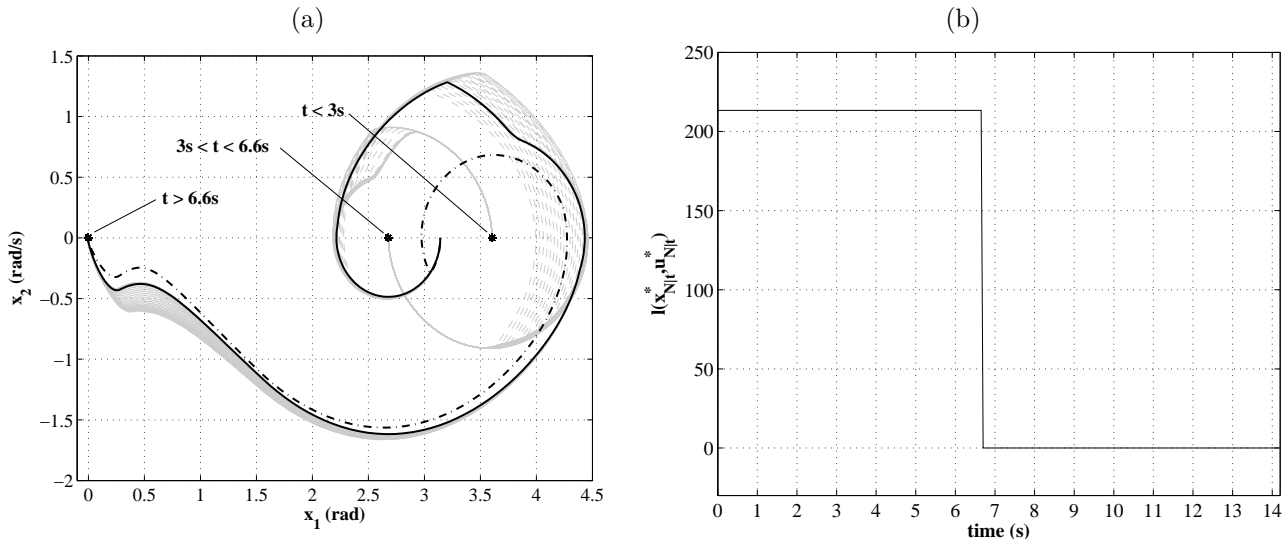 (a)
1.5
1
0.5
0
−0.5
−1
−1.5
−2
x_2 (rad/s)
t < 3s
3s < t < 6.6s
t > 6.6s
0 0.5 1 1.5 2 2.5 3 3.5 4 4.5
x_1 (rad)
(b)
250
200
150
100
50
0
l(x*_{N|t},u*_{N|t})
0 1 2 3 4 5 6 7 8 9 10 11 12 13 14
time (s)